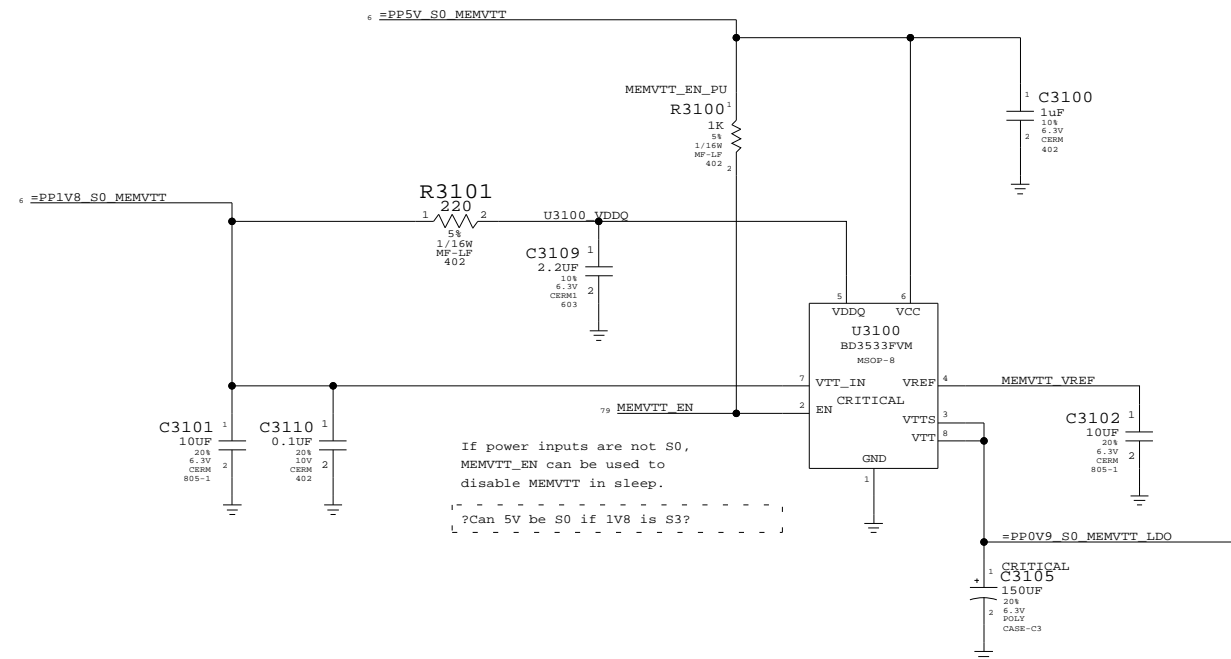 6 =PP5V_S0_MEMVTT
MEMVTT_EN_PU
R3100
1
1K
5%
1/16W
MF-LF
402
2
1
C3100
1uF
10%
6.3V
CERM
402
2
6 =PP1V8_S0_MEMVTT
R3101
220
1
2
5%
1/16W
MF-LF
402
U3100_VDDQ
C3109
1
2.2UF
10%
6.3V
CERM1
603
2
5
6
VDDQ
VCC
U3100
BD3533FVM
MSOP-8
7
VTT_IN
VREF
4
MEMVTT_VREF
CRITICAL
79 MEMVTT_EN
2
EN
VTTS
3
VTT
8
GND
1
C3101
1
10UF
20%
6.3V
CERM
805-1
2
C3110
1
0.1UF
20%
10V
CERM
402
2
C3102
1
10UF
20%
6.3V
CERM
805-1
2
If power inputs are not S0,
MEMVTT_EN can be used to
disable MEMVTT in sleep.
?Can 5V be S0 if 1V8 is S3?
=PP0V9_S0_MEMVTT_LDO
1
CRITICAL
C3105
+
150UF
20%
6.3V
POLY
CASE-C3
2